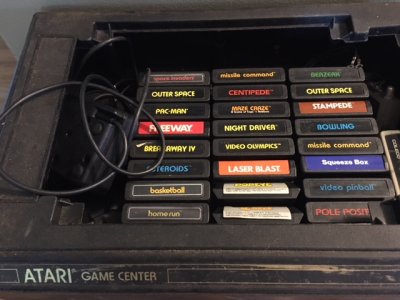 space invaders
missile command
BERZERK
OUTER SPACE
CENTIPEDE
OUTER SPACE
PAC-MAN
MAZE CRAZE
STAMPEDE
FREEWAY
NIGHT DRIVER
BOWLING
BREAKAWAY IV
VIDEO OLYMPICS
missile command
ASTEROIDS
LASER BLAST
Squeeze Box
basketball
video pinball
home run
POLE POSIT
ATARI GAME CENTER